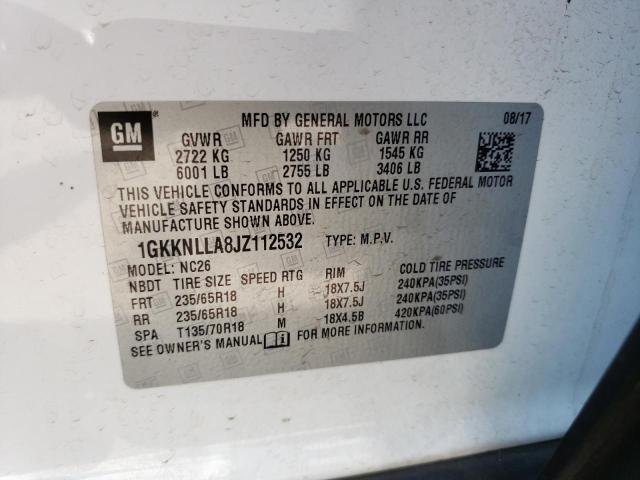 GM
MFD BY GENERAL MOTORS LLC 08/17
GVWR GAWR FRT GAWR RR
2722 KG 1250 KG 1545 KG
6001 LB 2755 LB 3406 LB
THIS VEHICLE CONFORMS TO ALL APPLICABLE U.S. FEDERAL MOTOR
VEHICLE SAFETY STANDARDS IN EFFECT ON THE DATE OF
MANUFACTURE SHOWN ABOVE.
1GKKNLLA8JZ112532 TYPE: M.P.V.
MODEL: NC26
NBDT TIRE SIZE SPEED RTG RIM COLD TIRE PRESSURE
FRT 235/65R18 H 18X7.5J 240KPA(35PSI)
RR 235/65R18 H 18X7.5J 240KPA(35PSI)
SPA T135/70R18 M 18X4.5B 420KPA(60PSI)
SEE OWNER'S MANUAL FOR MORE INFORMATION.